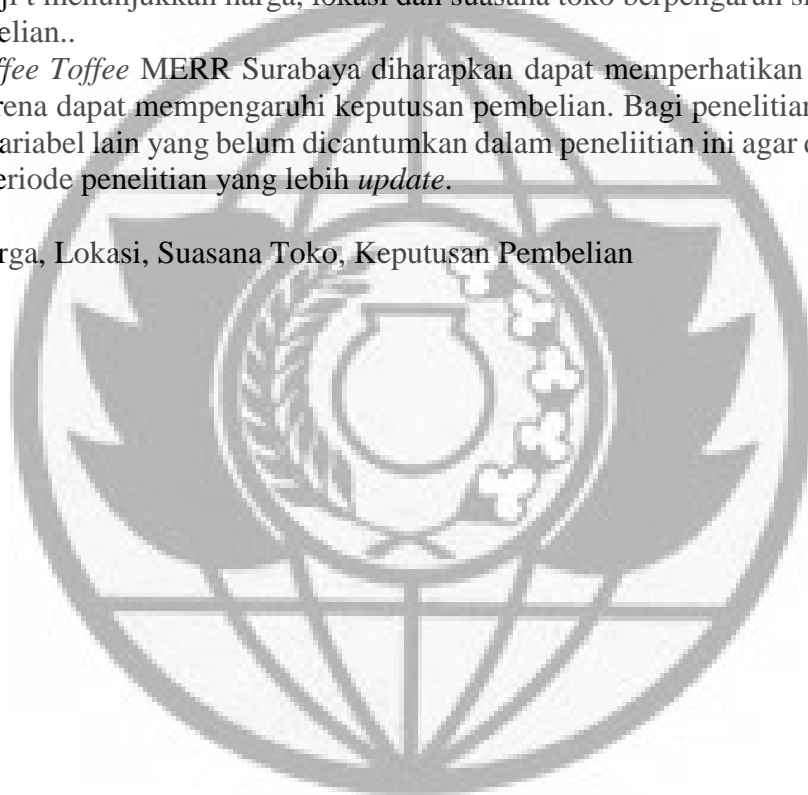 menunjukkan harga, lokasi dan suasana toko berpengaruh
elian..
ffee Toffee MERR Surabaya diharapkan dapat memperhatikan
rena dapat mempengaruhi keputusan pembelian. Bagi penelitian
ariabel lain yang belum dicantumkan dalam peneliitian ini agar
eriode penelitian yang lebih update.
rga, Lokasi, Suasana Toko, Keputusan Pembelian